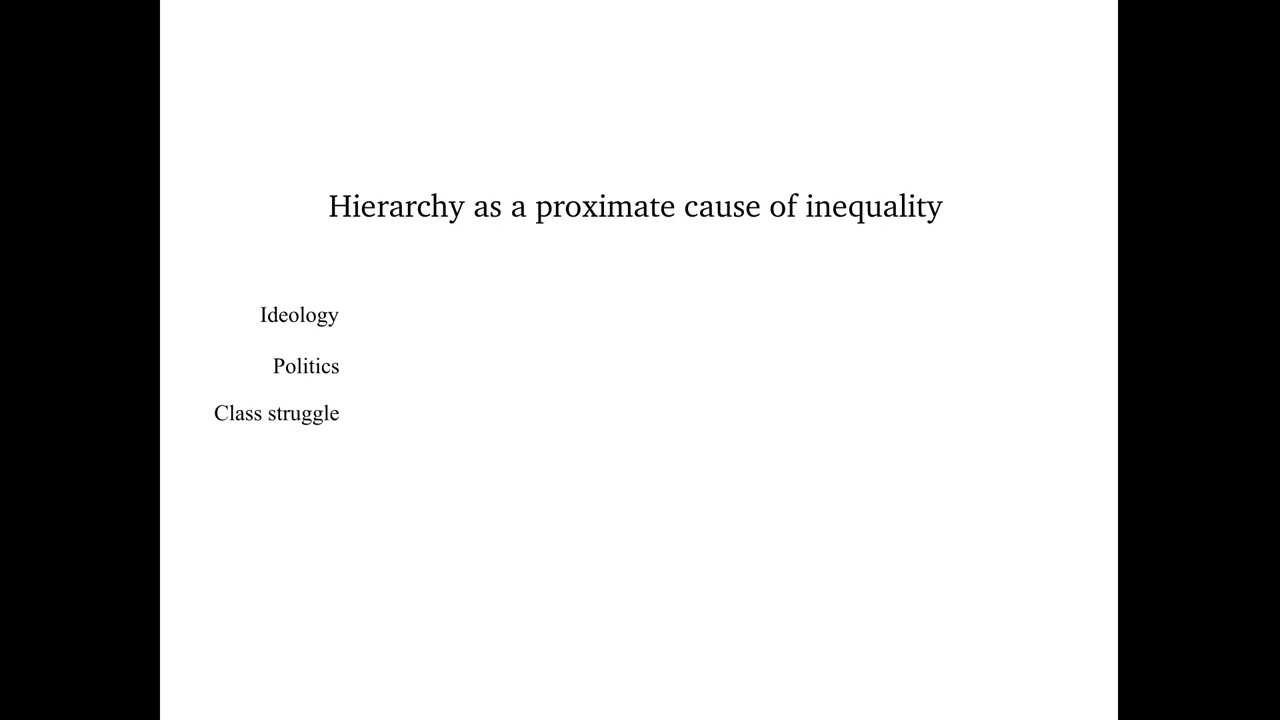 Hierarchy as a proximate cause of inequality
Ideology
Politics
Class struggle